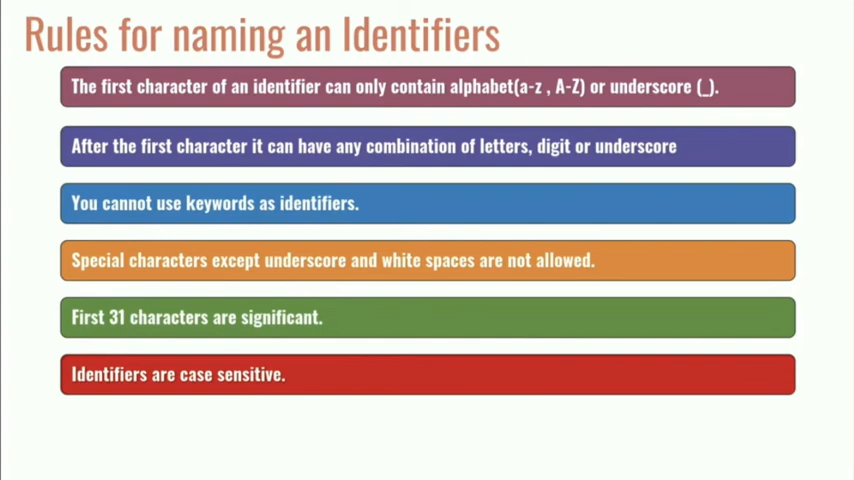 Rules for naming an Identifiers
The first character of an identifier can only contain alphabet(a-z , A-Z) or underscore (_).
After the first character it can have any combination of letters, digit or underscore
You cannot use keywords as identifiers.
Special characters except underscore and white spaces are not allowed.
First 31 characters are significant.
Identifiers are case sensitive.